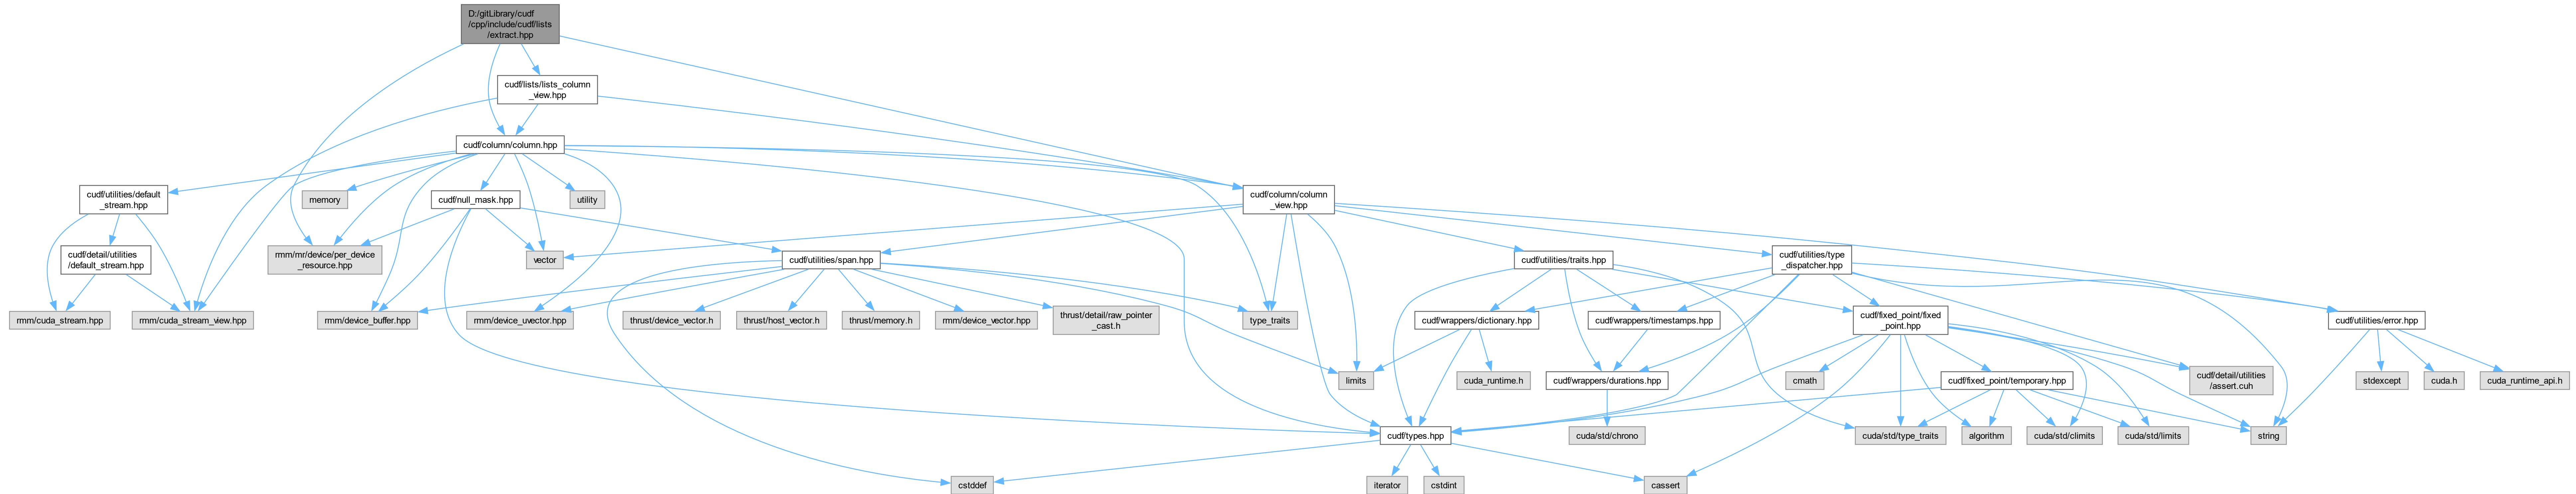 D:/gitLibrary/cudf
/cpp/include/cudf/lists
/extract.hpp
cudf/lists/lists_column
_view.hpp
cudf/column/column.hpp
cudf/utilities/default
_stream.hpp
memory
cudf/null_mask.hpp
utility
cudf/column/column
_view.hpp
cudf/detail/utilities
/default_stream.hpp
rmm/mr/device/per_device
_resource.hpp
vector
cudf/utilities/span.hpp
cudf/utilities/traits.hpp
cudf/utilities/type
_dispatcher.hpp
rmm/cuda_stream.hpp
rmm/cuda_stream_view.hpp
rmm/device_buffer.hpp
rmm/device_uvector.hpp
thrust/device_vector.h
thrust/host_vector.h
thrust/memory.h
rmm/device_vector.hpp
thrust/detail/raw_pointer
_cast.h
type_traits
cudf/wrappers/dictionary.hpp
cudf/wrappers/timestamps.hpp
cudf/fixed_point/fixed
_point.hpp
cudf/utilities/error.hpp
limits
cuda_runtime.h
cudf/wrappers/durations.hpp
cmath
cudf/fixed_point/temporary.hpp
cudf/detail/utilities
/assert.cuh
stdexcept
cuda.h
cuda_runtime_api.h
cudf/types.hpp
cuda/std/chrono
cuda/std/type_traits
algorithm
cuda/std/climits
cuda/std/limits
string
cstddef
iterator
cstdint
cassert